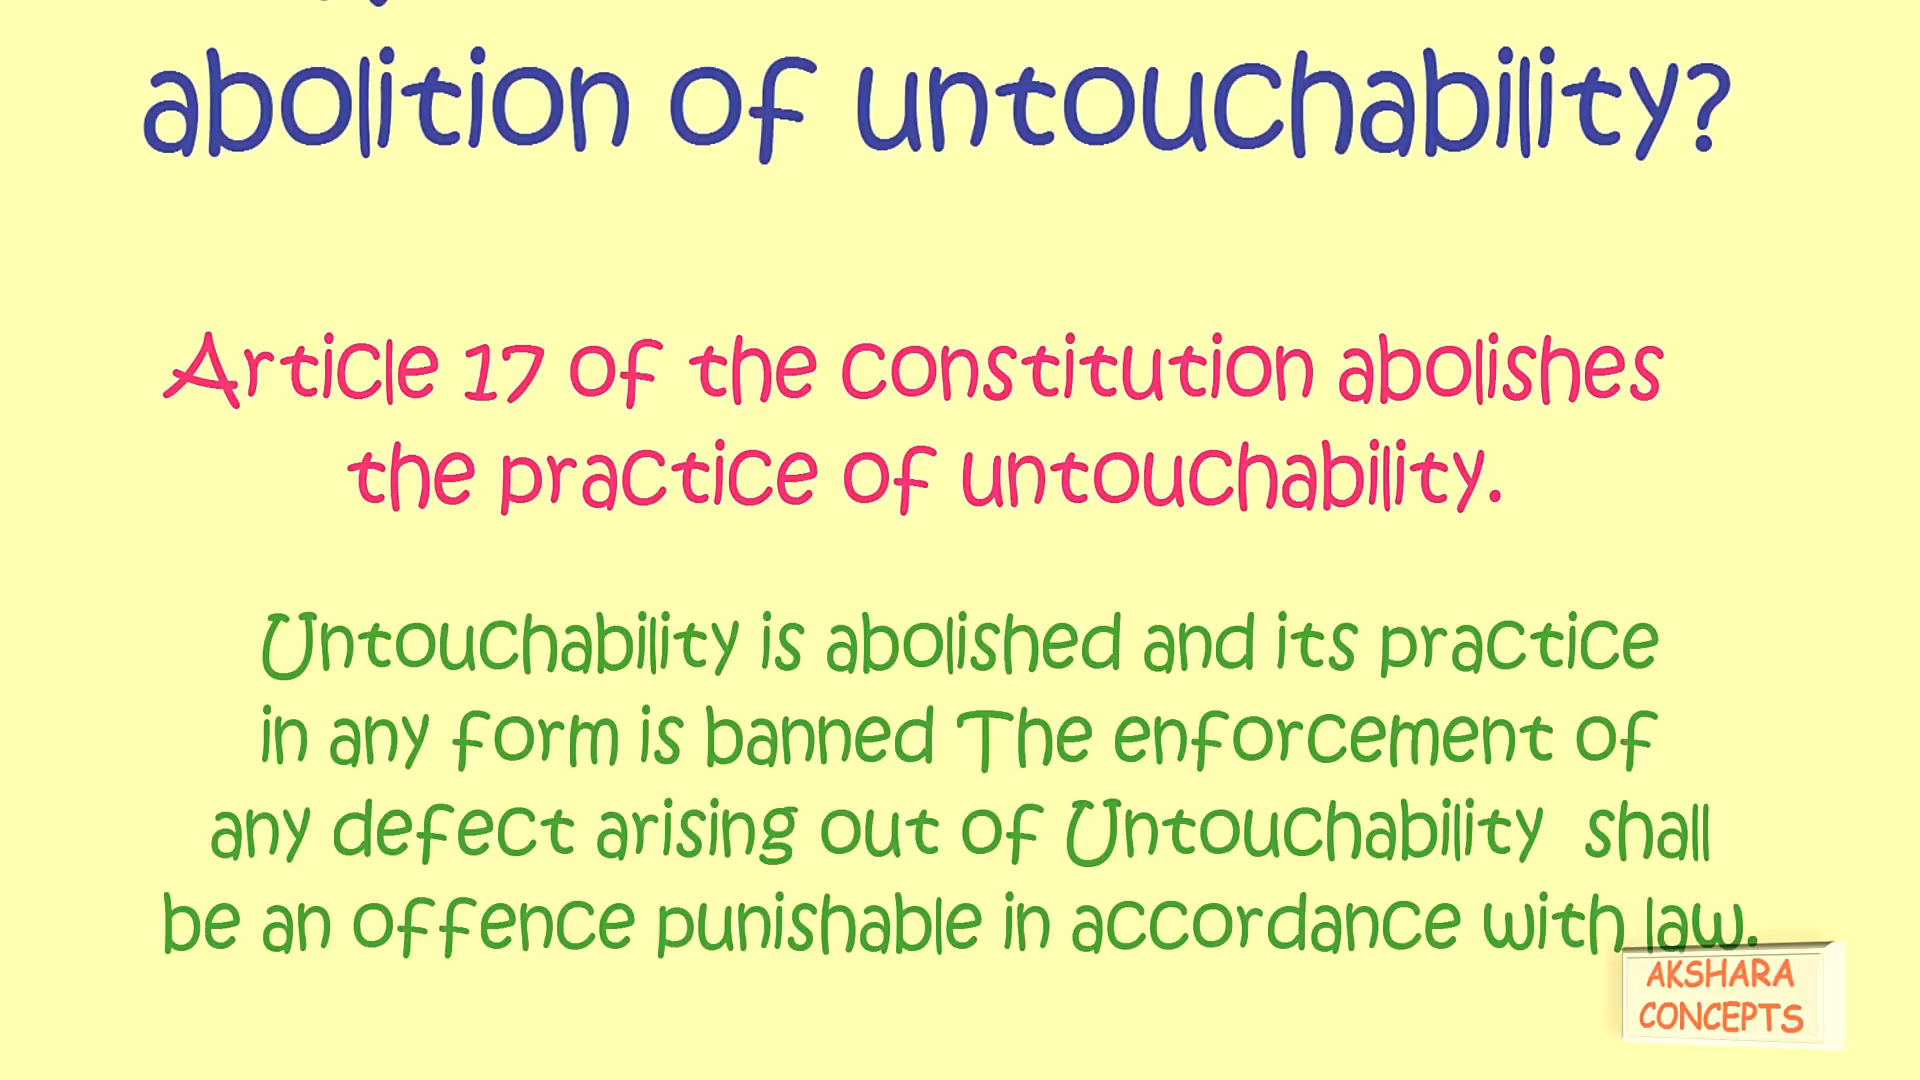 abolition of untouchability?
Article 17 of the constitution abolishes
the practice of untouchability.
Untouchability is abolished and its practice
in any form is banned The enforcement of
any defect arising out of Untouchability shall
be an offence punishable in accordance with law.
AKSHARA
CONCEPTS